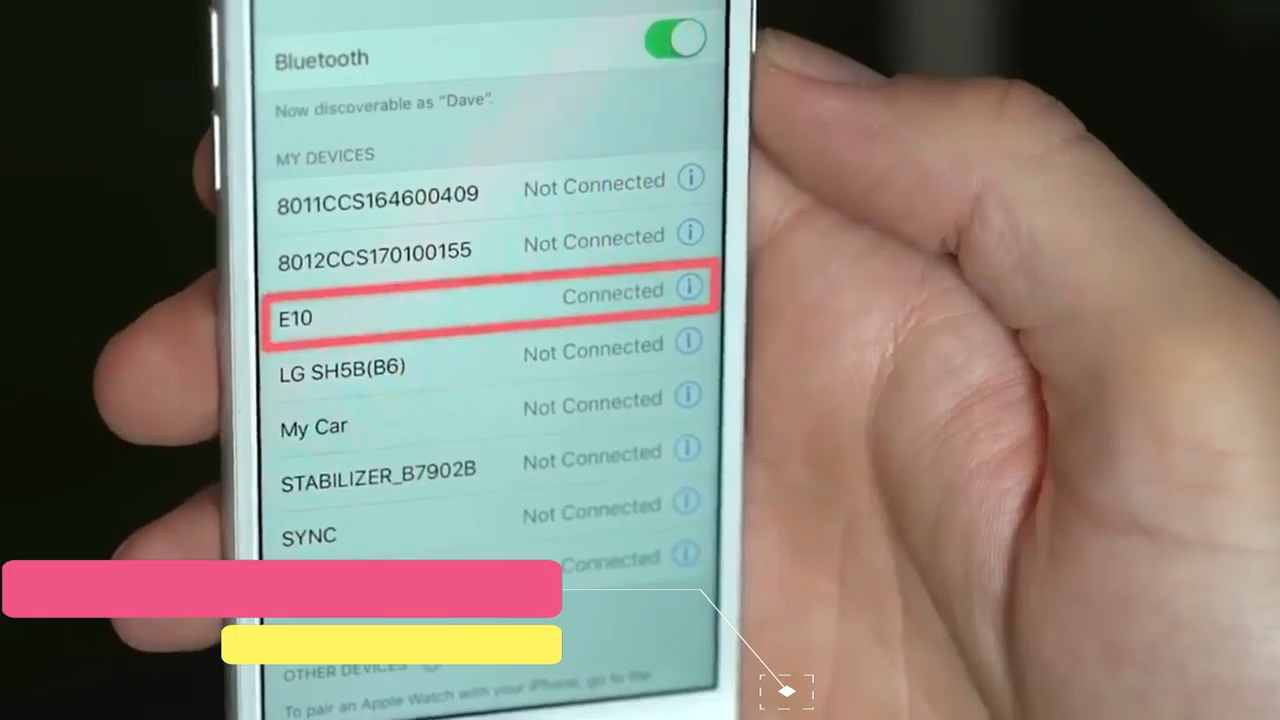 Bluetooth
Now discoverable as “Dave”.
MY DEVICES
8011CCS164600409 Not Connected
8012CCS170100155 Not Connected
E10 Connected
LG SH5B(B6) Not Connected
My Car Not Connected
STABILIZER_B7902B Not Connected
SYNC Not Connected
Connected
OTHER DEVICES
To pair an Apple Watch with your iPhone, go to the